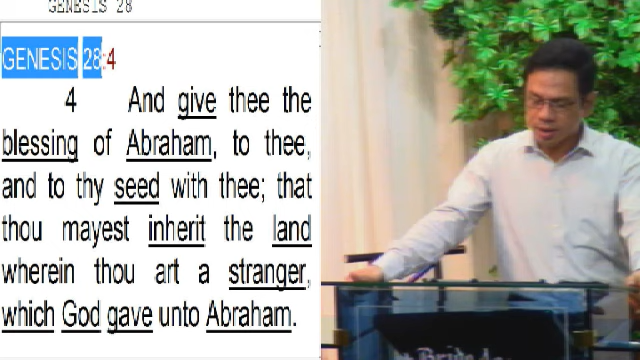 GENESIS 28
GENESIS 28:4
4 And give thee the
blessing of Abraham, to thee,
and to thy seed with thee; that
thou mayest inherit the
land
wherein thou art a stranger,
which God gave unto Abraham.